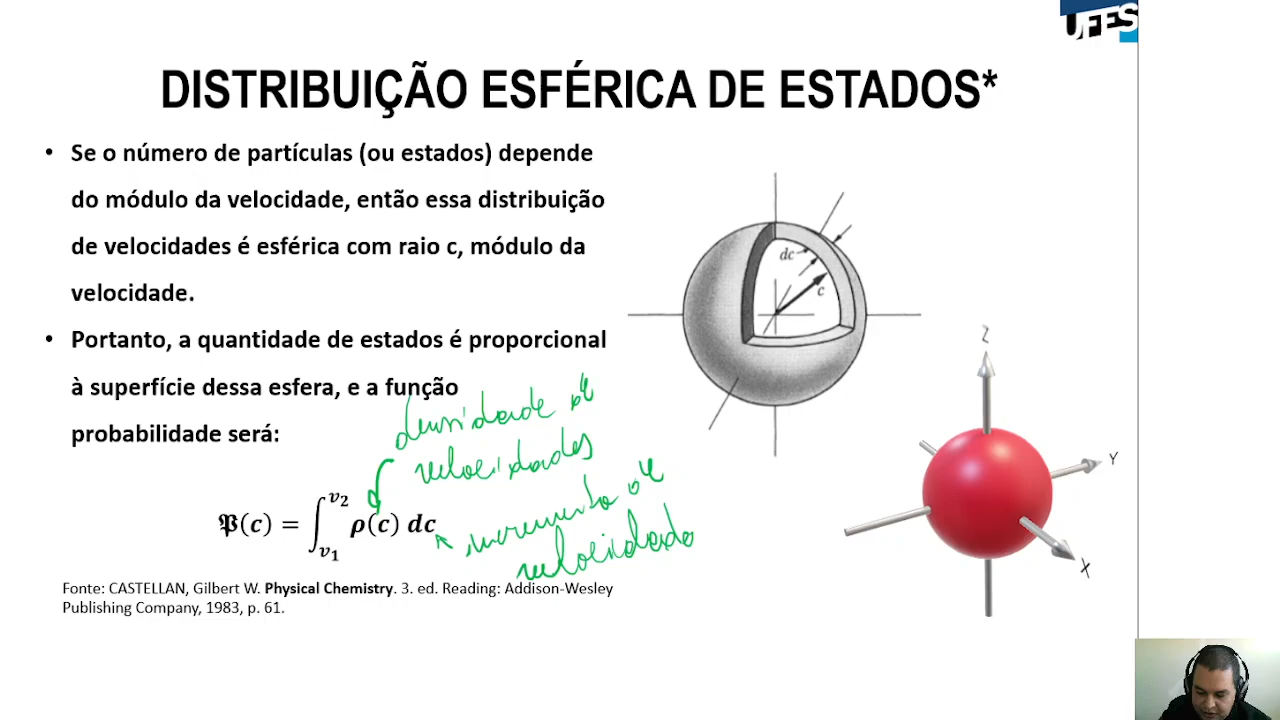 UFES
DISTRIBUIÇÃO ESFÉRICA DE ESTADOS*
• Se o número de partículas (ou estados) depende
do módulo da velocidade, então essa distribuição
de velocidades é esférica com raio c, módulo da
velocidade.
• Portanto, a quantidade de estados é proporcional
à superfície dessa esfera, e a função
probabilidade será:
densidade de
velocidades
𝕻(c) = ∫_{v₁}^{v₂} ρ(c) dc
incremento de
velocidade
Fonte: CASTELLAN, Gilbert W. Physical Chemistry. 3. ed. Reading: Addison-Wesley
Publishing Company, 1983, p. 61.
dc
c
Z
Y
X